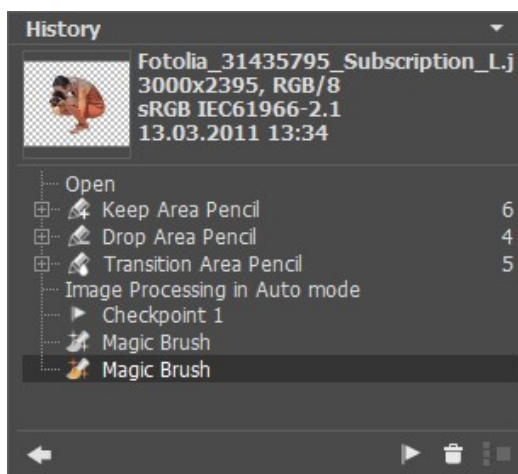 History
Fotolia_31435795_Subscription_L.j
3000x2395, RGB/8
sRGB IEC61966-2.1
13.03.2011 13:34
Open
Keep Area Pencil 6
Drop Area Pencil 4
Transition Area Pencil 5
Image Processing in Auto mode
Checkpoint 1
Magic Brush
Magic Brush